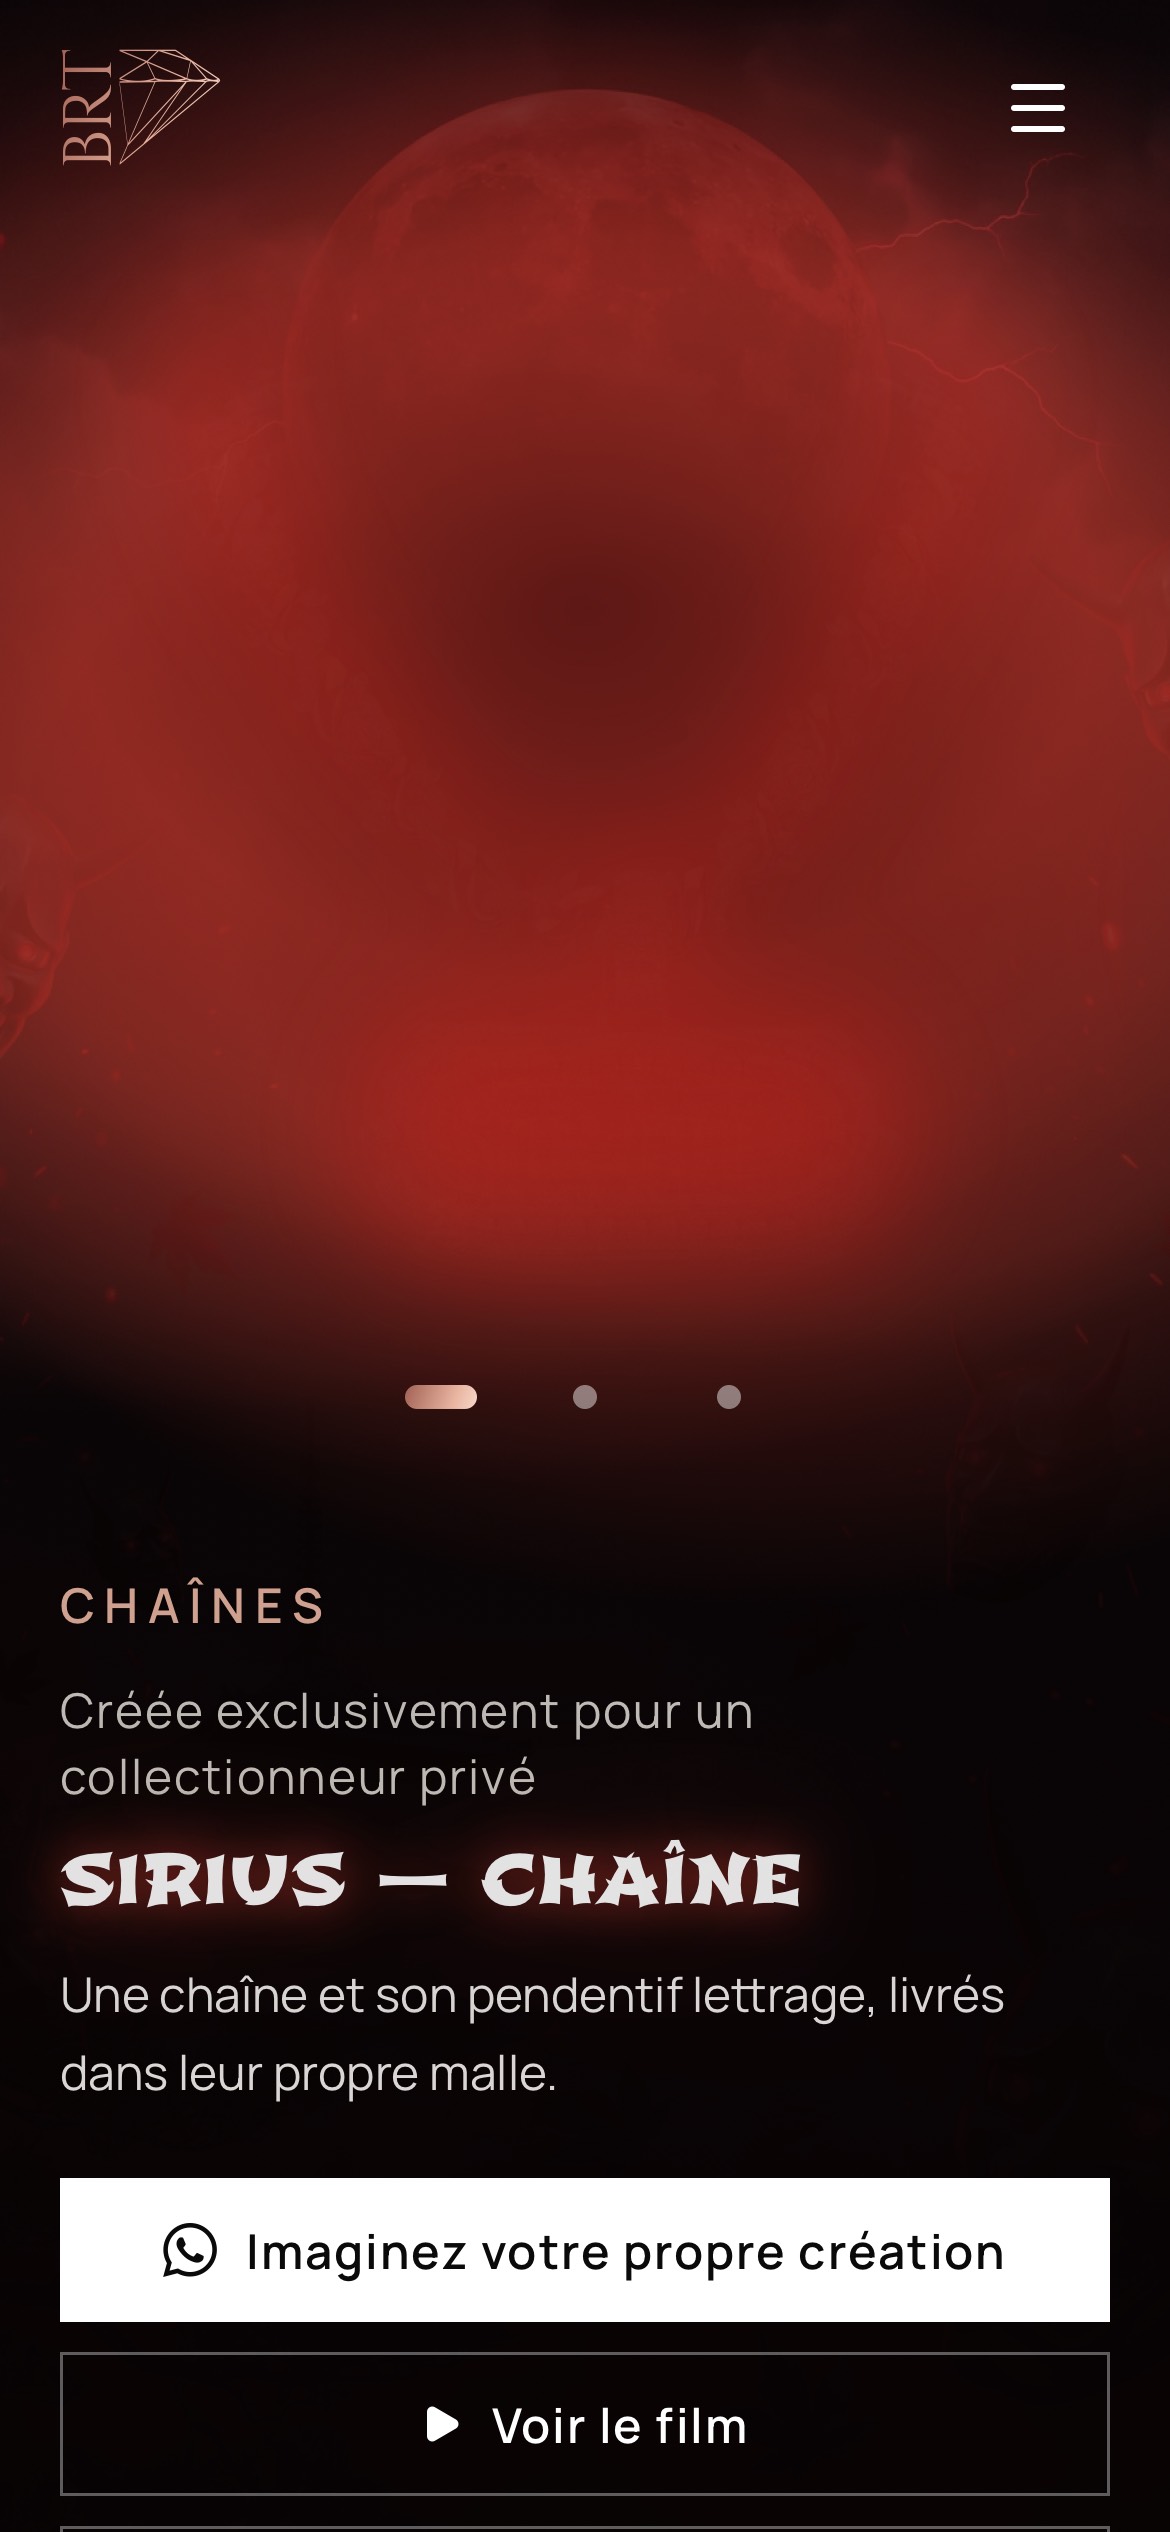 BRT
CHAÎNES
Créée exclusivement pour un
collectionneur privé
SIRIUS — CHAÎNE
Une chaîne et son pendentif lettrage, livrés
dans leur propre malle.
Imaginez votre propre création
Voir le film